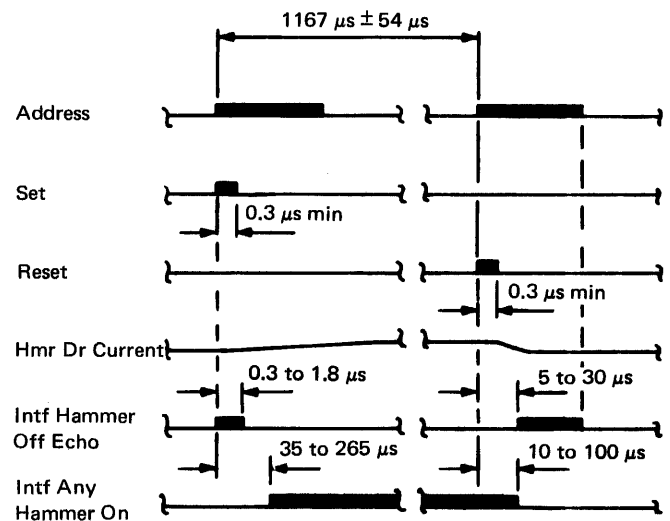 1167 μs ± 54 μs
Address
Set
0.3 μs min
Reset
0.3 μs min
Hmr Dr Current
0.3 to 1.8 μs
5 to 30 μs
Intf Hammer
Off Echo
35 to 265 μs
10 to 100 μs
Intf Any
Hammer On